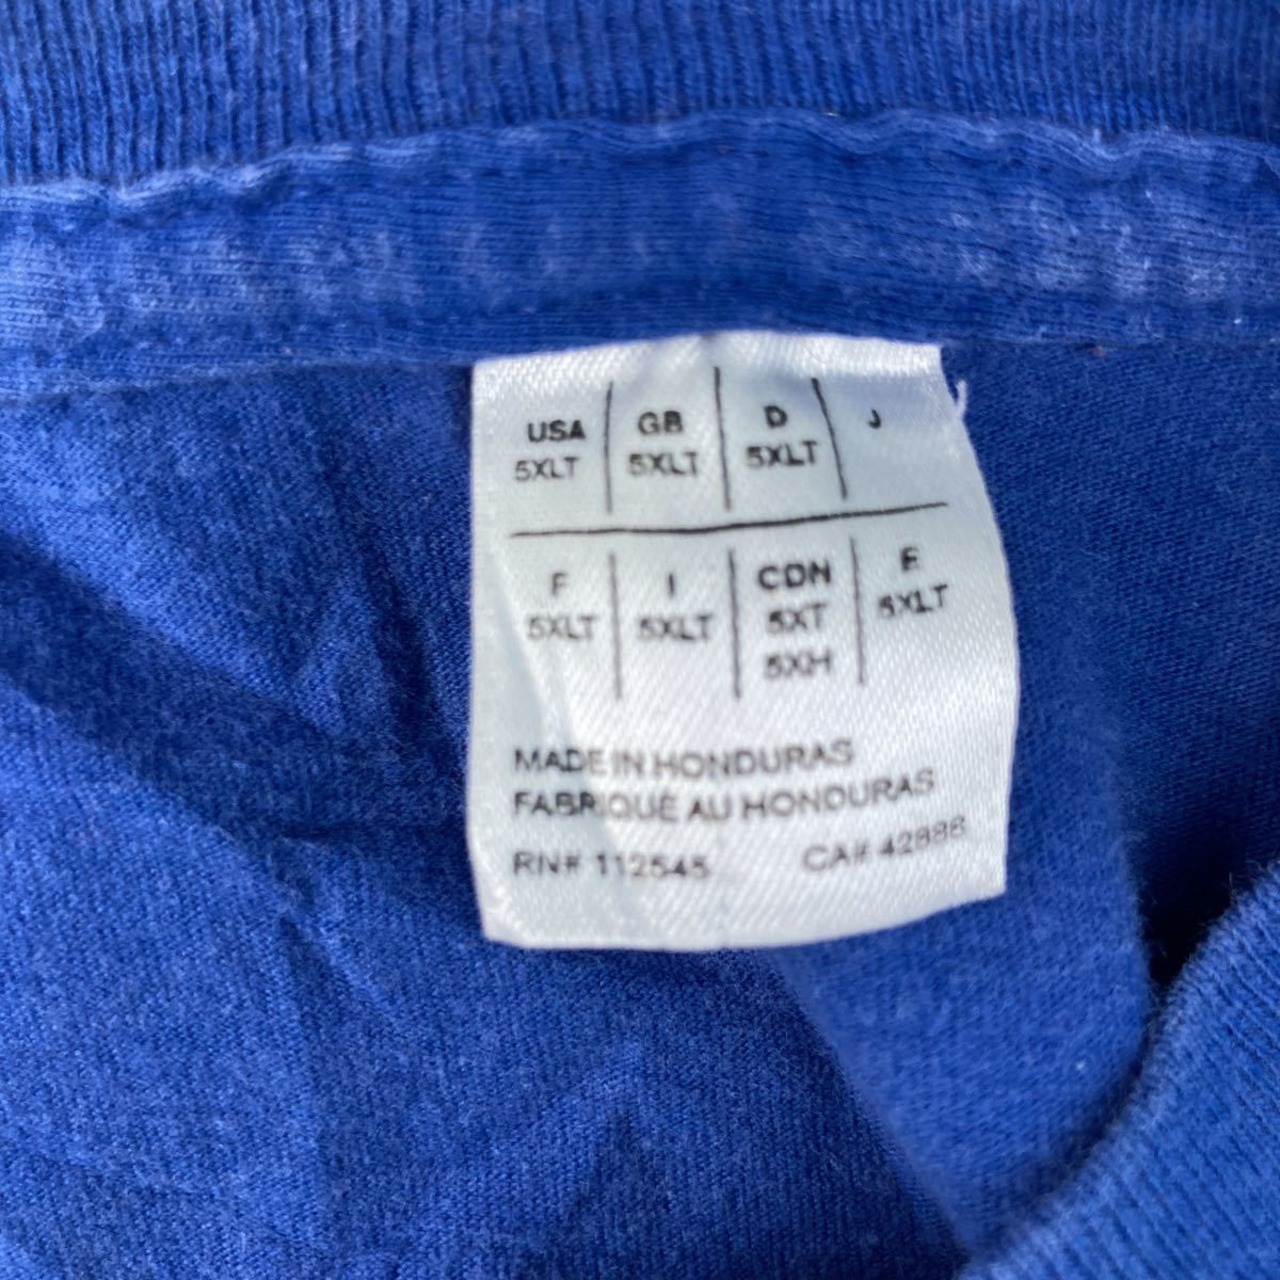 USA GB D J
5XLT 5XLT 5XLT
F I CDN E
5XLT 5XLT 5XT 5XLT
5XH
MADE IN HONDURAS
FABRIQUÉ AU HONDURAS
RN# 112545 CA#